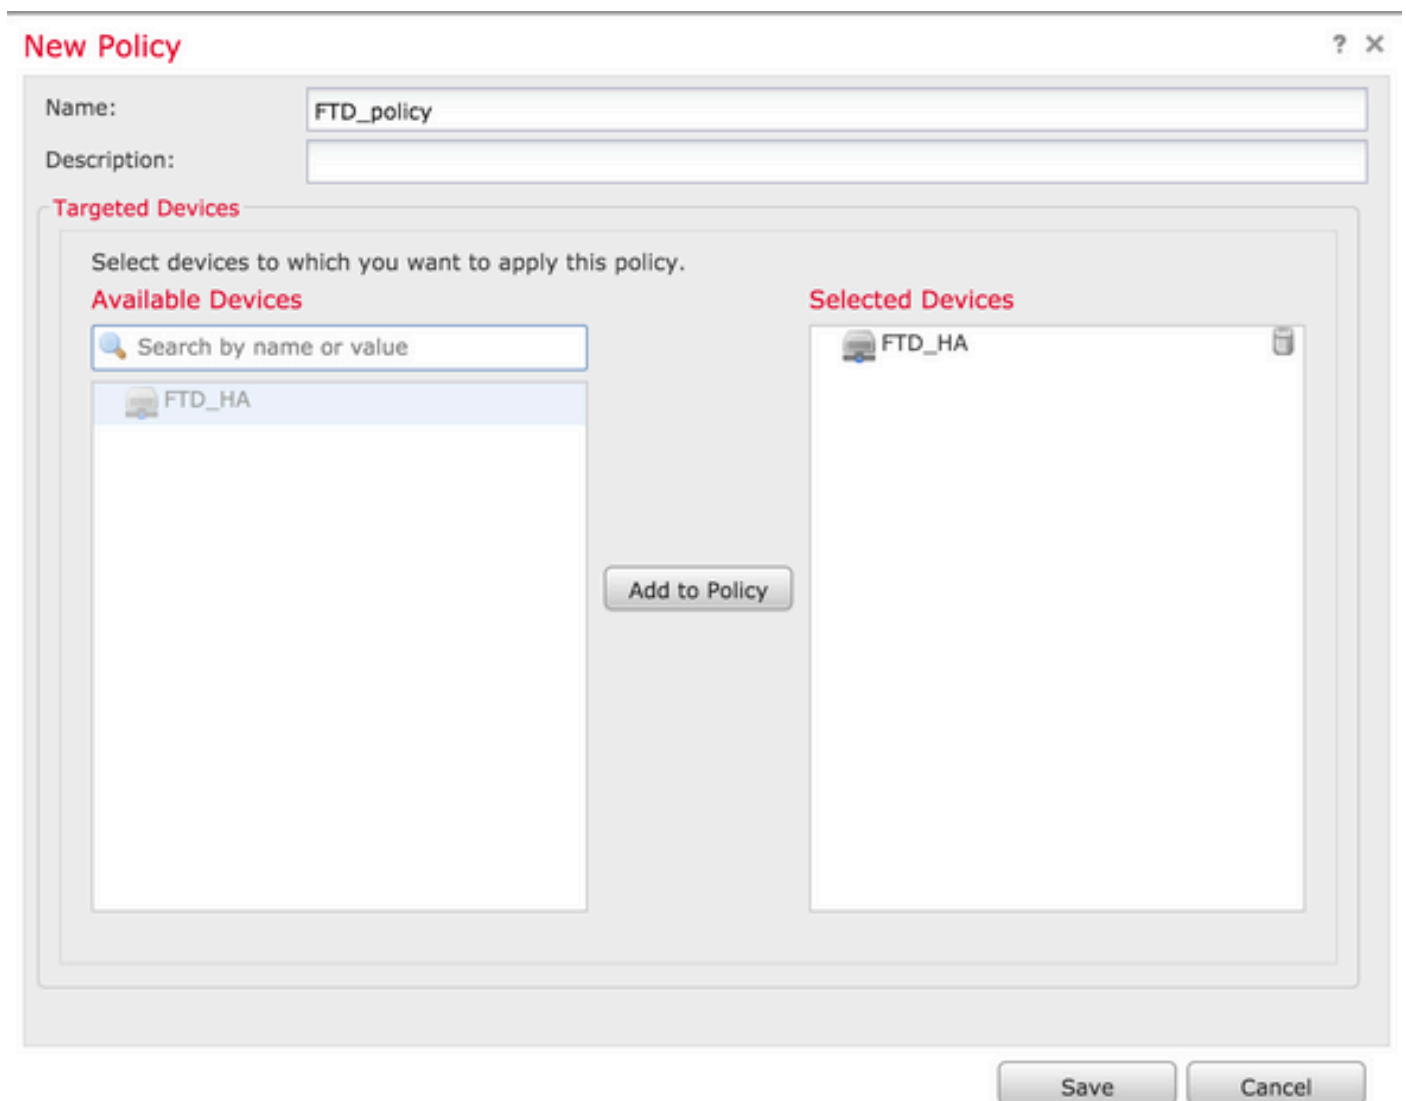 New Policy
?
Name:
FTD_policy
Description:
Targeted Devices
Select devices to which you want to apply this policy.
Available Devices
Selected Devices
Search by name or value
FTD_HA
FTD_HA
Add to Policy
Save
Cancel